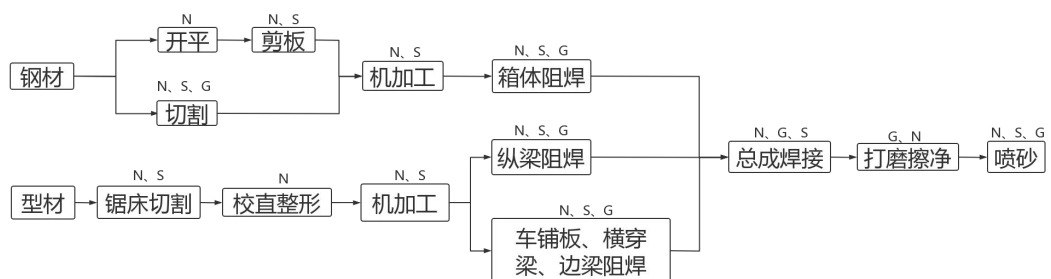 N
N、S
开平
剪板
N、S
N、S、G
钢材
机加工
箱体阻焊
N、S、G
切割
N、S、G
N、G、S
G、N
N、S、G
纵梁阻焊
总成焊接
打磨擦净
喷砂
N、S
N
N、S
型材
锯床切割
校直整形
机加工
N、S、G
车铺板、横穿
梁、边梁阻焊